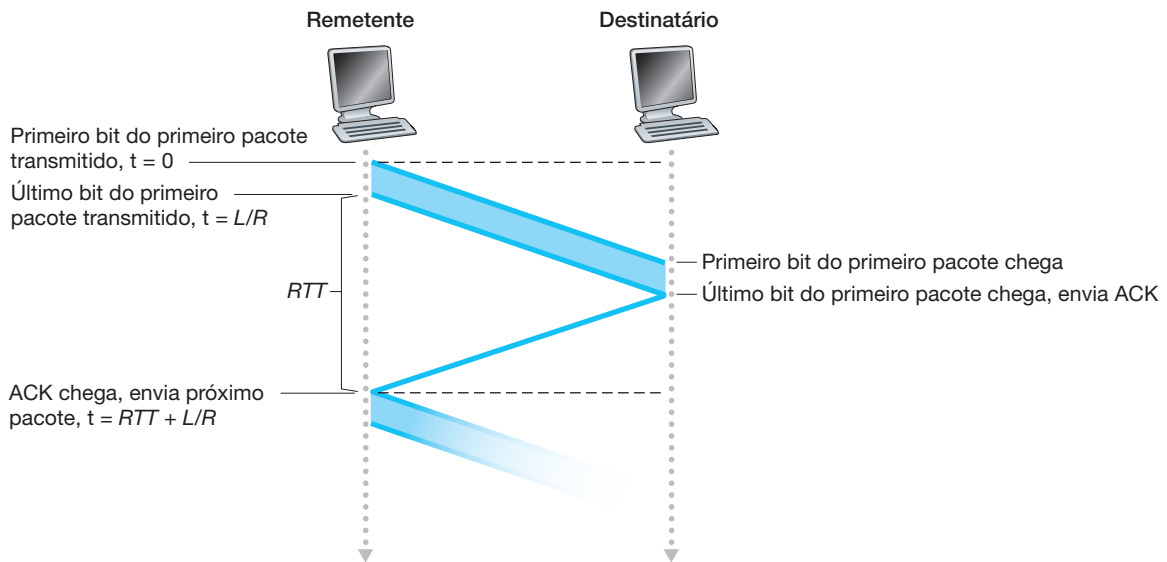 Remetente
Destinatário
Primeiro bit do primeiro pacote
transmitido, t = 0
Último bit do primeiro
pacote transmitido, t = L/R
Primeiro bit do primeiro pacote chega
RTT
Último bit do primeiro pacote chega, envia ACK
ACK chega, envia próximo
pacote, t = RTT + L/R